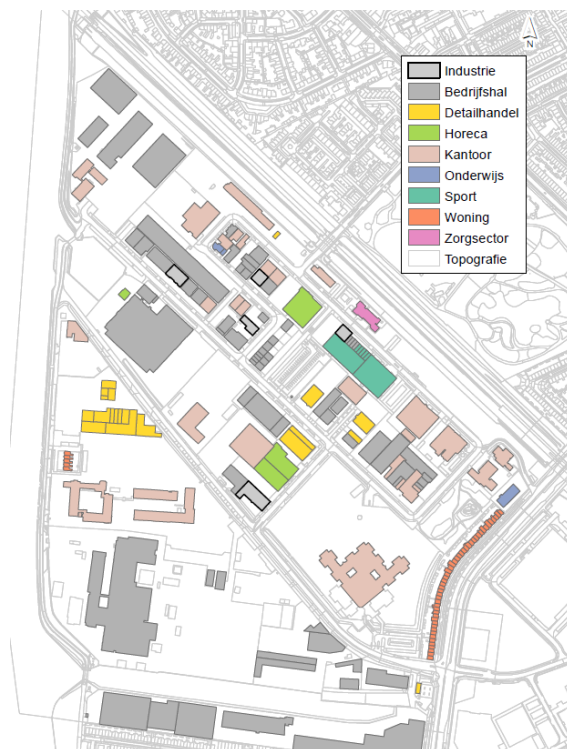 N
Industrie
Bedrijfshal
Detailhandel
Horeca
Kantoor
Onderwijs
Sport
Woning
Zorgsector
Topografie